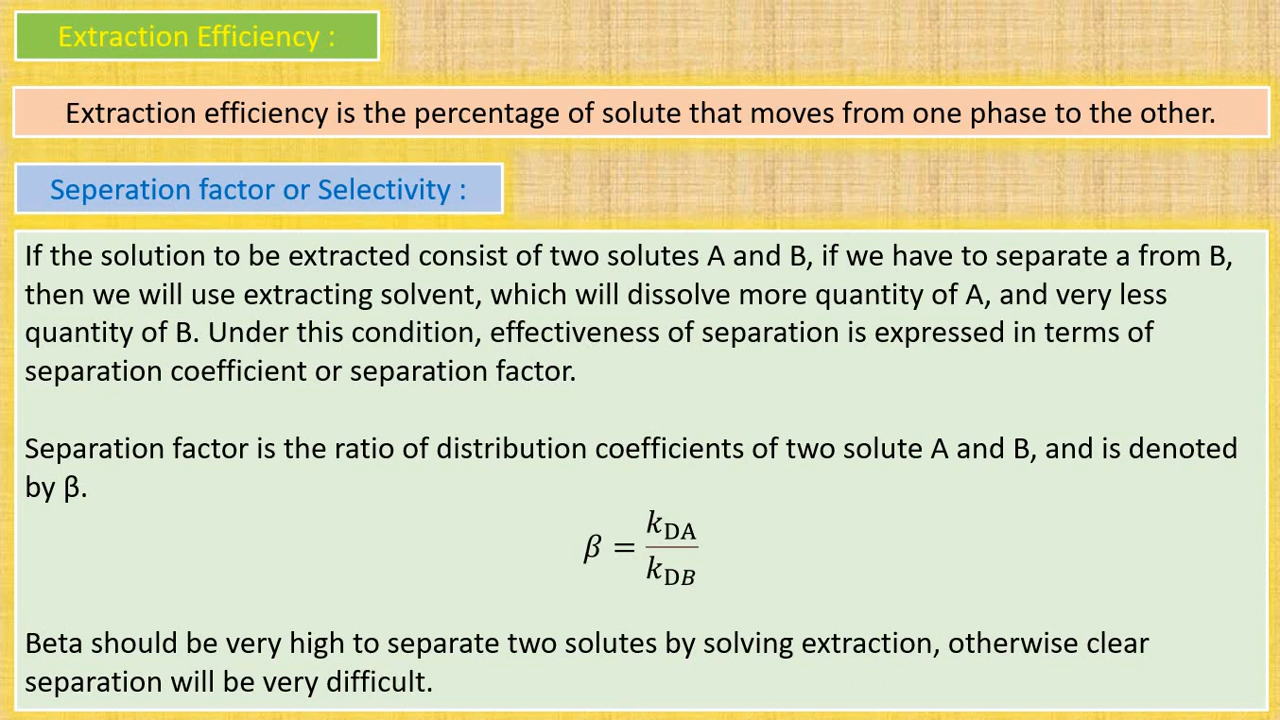 Extraction Efficiency :
Extraction efficiency is the percentage of solute that moves from one phase to the other.
Seperation factor or Selectivity :
If the solution to be extracted consist of two solutes A and B, if we have to separate a from B,
then we will use extracting solvent, which will dissolve more quantity of A, and very less
quantity of B. Under this condition, effectiveness of separation is expressed in terms of
separation coefficient or separation factor.
Separation factor is the ratio of distribution coefficients of two solute A and B, and is denoted
by β.
β = k_DA / k_DB
Beta should be very high to separate two solutes by solving extraction, otherwise clear
separation will be very difficult.